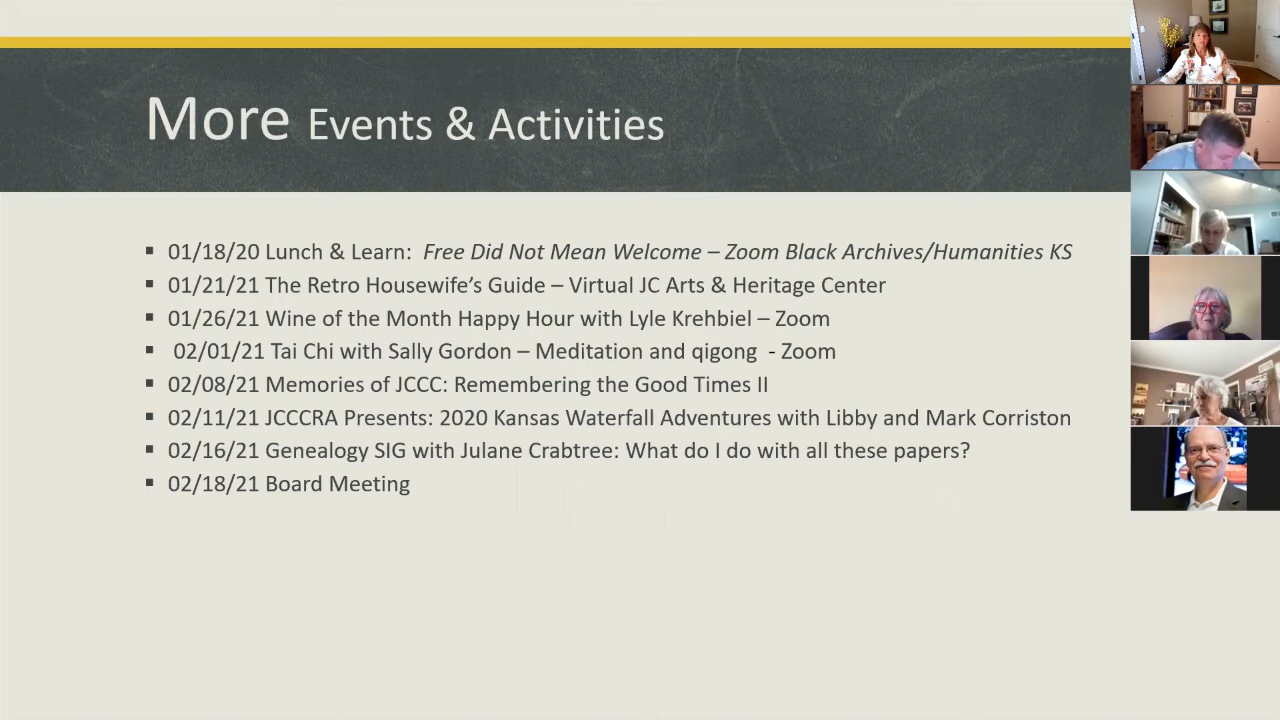 More Events & Activities
▪ 01/18/20 Lunch & Learn: Free Did Not Mean Welcome – Zoom Black Archives/Humanities KS
▪ 01/21/21 The Retro Housewife’s Guide – Virtual JC Arts & Heritage Center
▪ 01/26/21 Wine of the Month Happy Hour with Lyle Krehbiel – Zoom
▪ 02/01/21 Tai Chi with Sally Gordon – Meditation and qigong - Zoom
▪ 02/08/21 Memories of JCCC: Remembering the Good Times II
▪ 02/11/21 JCCCRA Presents: 2020 Kansas Waterfall Adventures with Libby and Mark Corriston
▪ 02/16/21 Genealogy SIG with Julane Crabtree: What do I do with all these papers?
▪ 02/18/21 Board Meeting